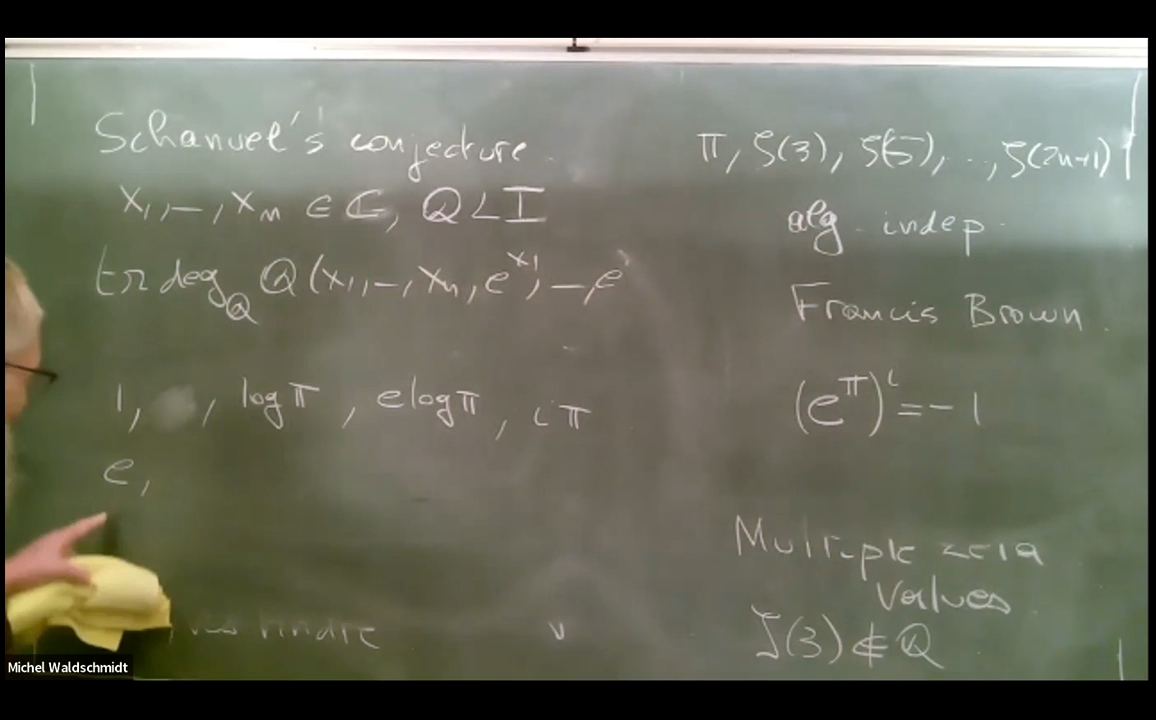 Schanuel's conjecture
x₁, –, xₙ ∈ ℂ, ℚ L I
tr deg_ℚ ℚ(x₁, –, xₙ, e^{x₁}, –, e
1, , log π, e log π, iπ
e,
π, ζ(3), ζ(5), ..., ζ(2n+1)
alg. indep.
Francis Brown.
(e^π)^i = -1
Multiple zeta
values
ζ(3) ∉ ℚ
Michel Waldschmidt